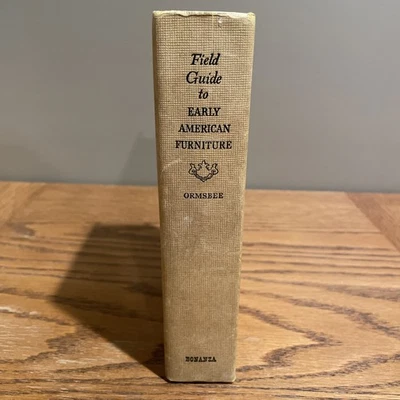 Field
Guide
to
EARLY
AMERICAN
FURNITURE
ORMSBEE
BONANZA